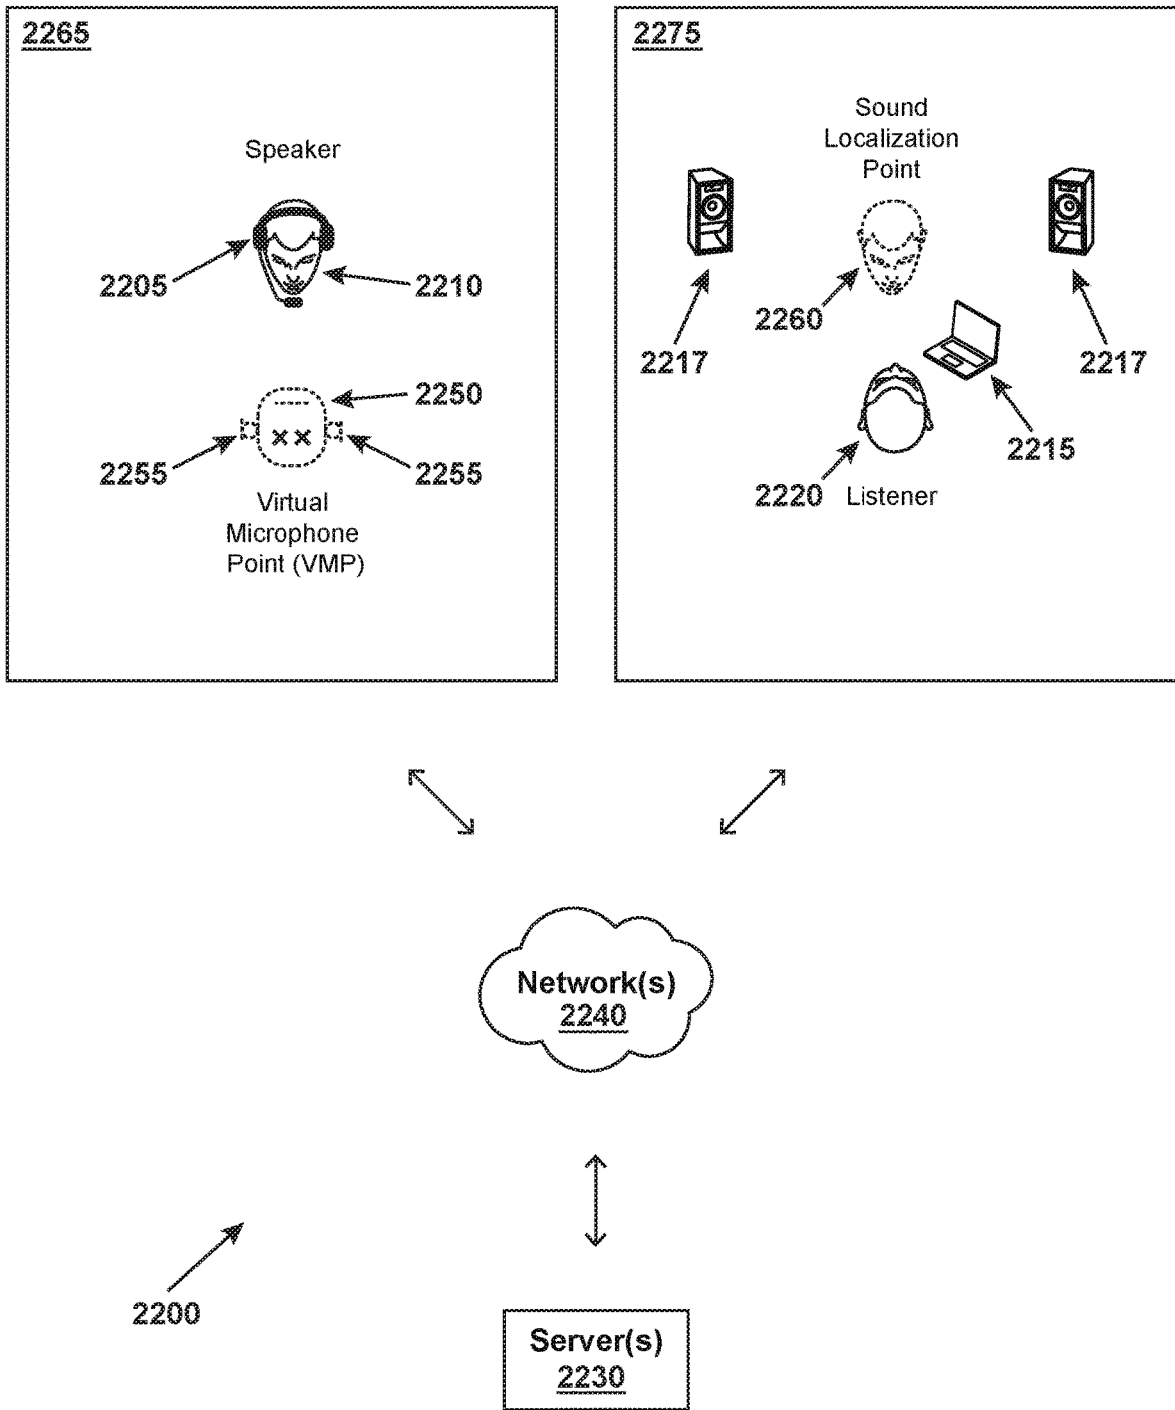 2265
Speaker
2205
2210
2250
2255
2255
Virtual
Microphone
Point (VMP)
2275
Sound
Localization
Point
2217
2260
2217
2215
2220
Listener
Network(s)
2240
2200
Server(s)
2230